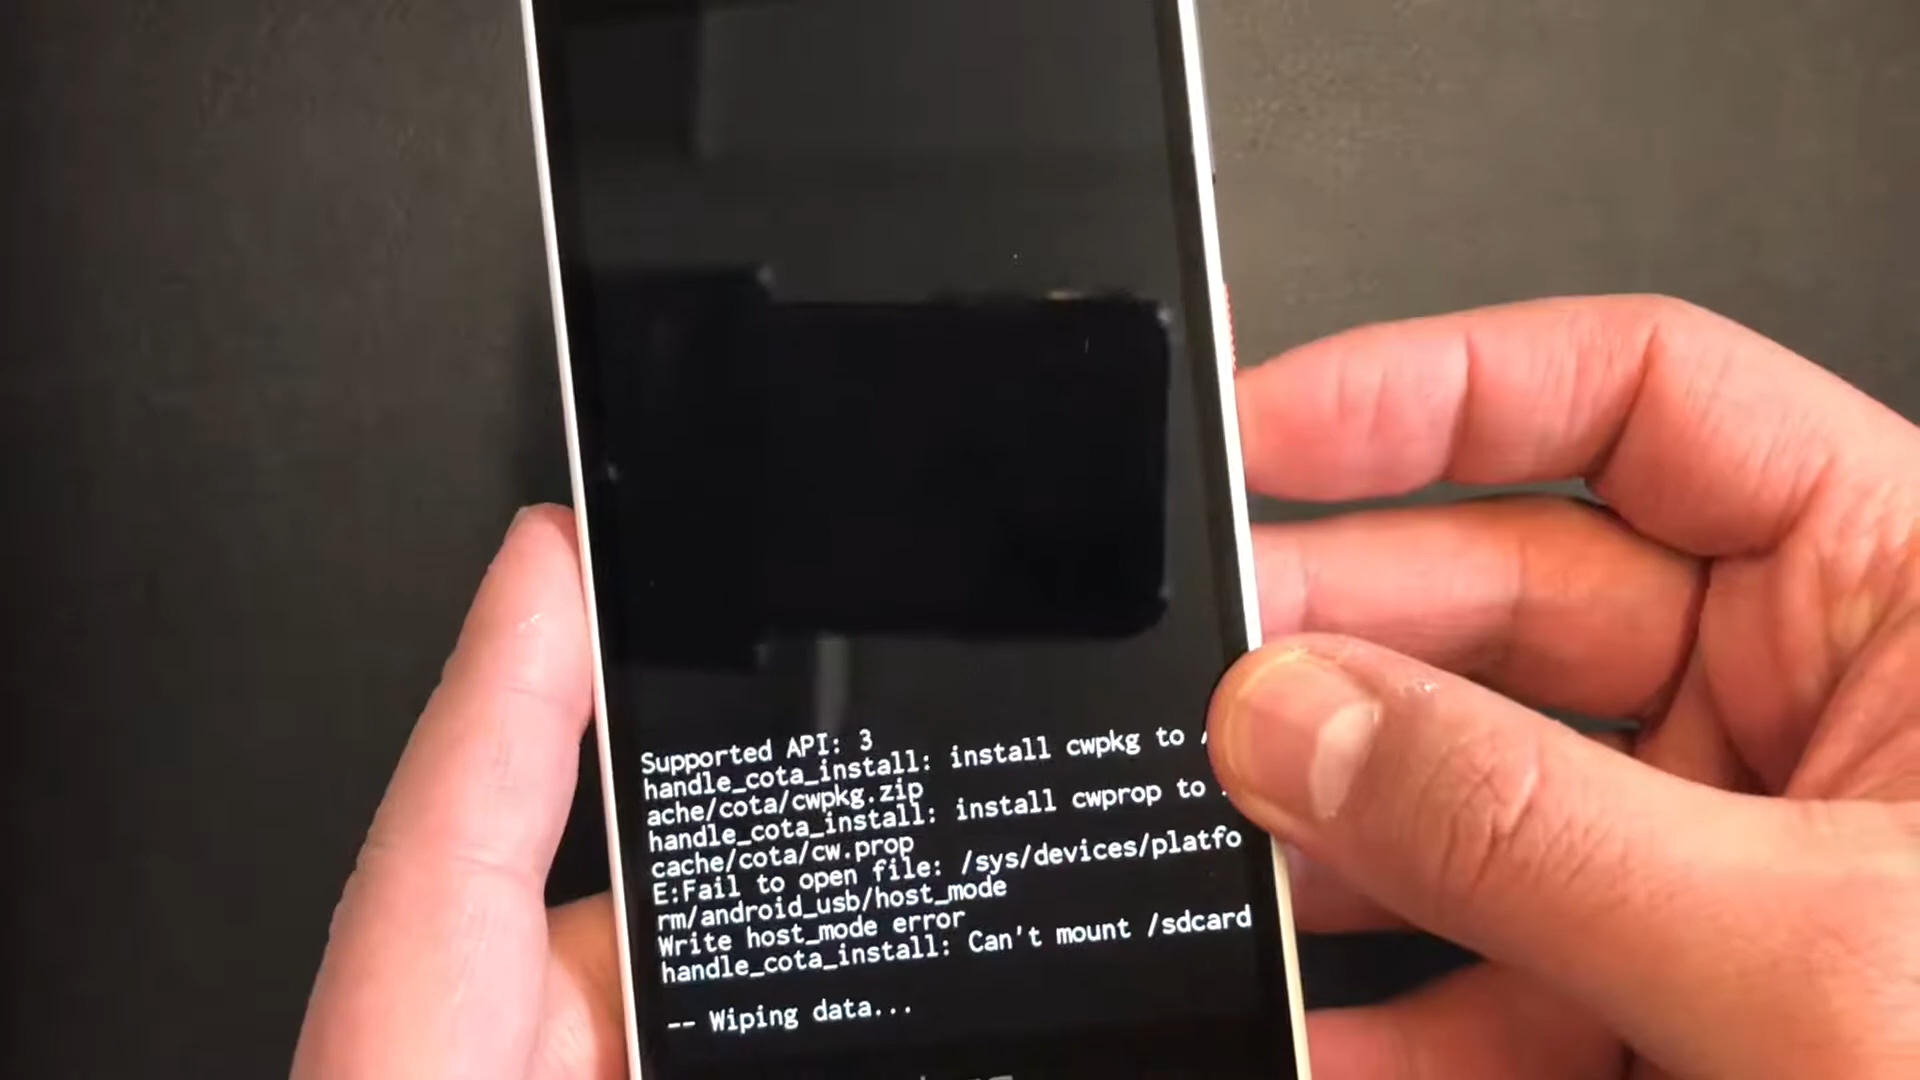 Supported API: 3
handle_cota_install: install cwpkg to
ache/cota/cwpkg.zip
handle_cota_install: install cwprop to
cache/cota/cw.prop
E:Fail to open file: /sys/devices/platfo
rm/android_usb/host_mode
Write host_mode error
handle_cota_install: Can't mount /sdcard
-- Wiping data...